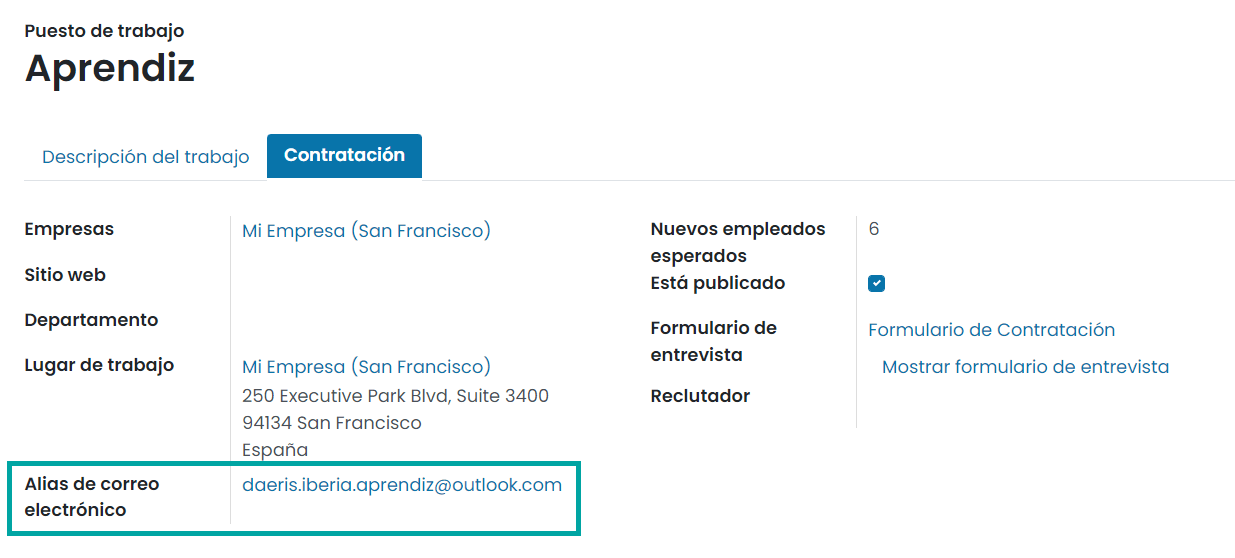 Puesto de trabajo
Aprendiz
Descripción del trabajo
Contratación
Empresas
Mi Empresa (San Francisco)
Sitio web
Departamento
Lugar de trabajo
Mi Empresa (San Francisco)
250 Executive Park Blvd, Suite 3400
94134 San Francisco
España
Alias de correo
electrónico
daeris.iberia.aprendiz@outlook.com
Nuevos empleados
esperados
6
Está publicado
Formulario de
entrevista
Formulario de Contratación
Mostrar formulario de entrevista
Reclutador